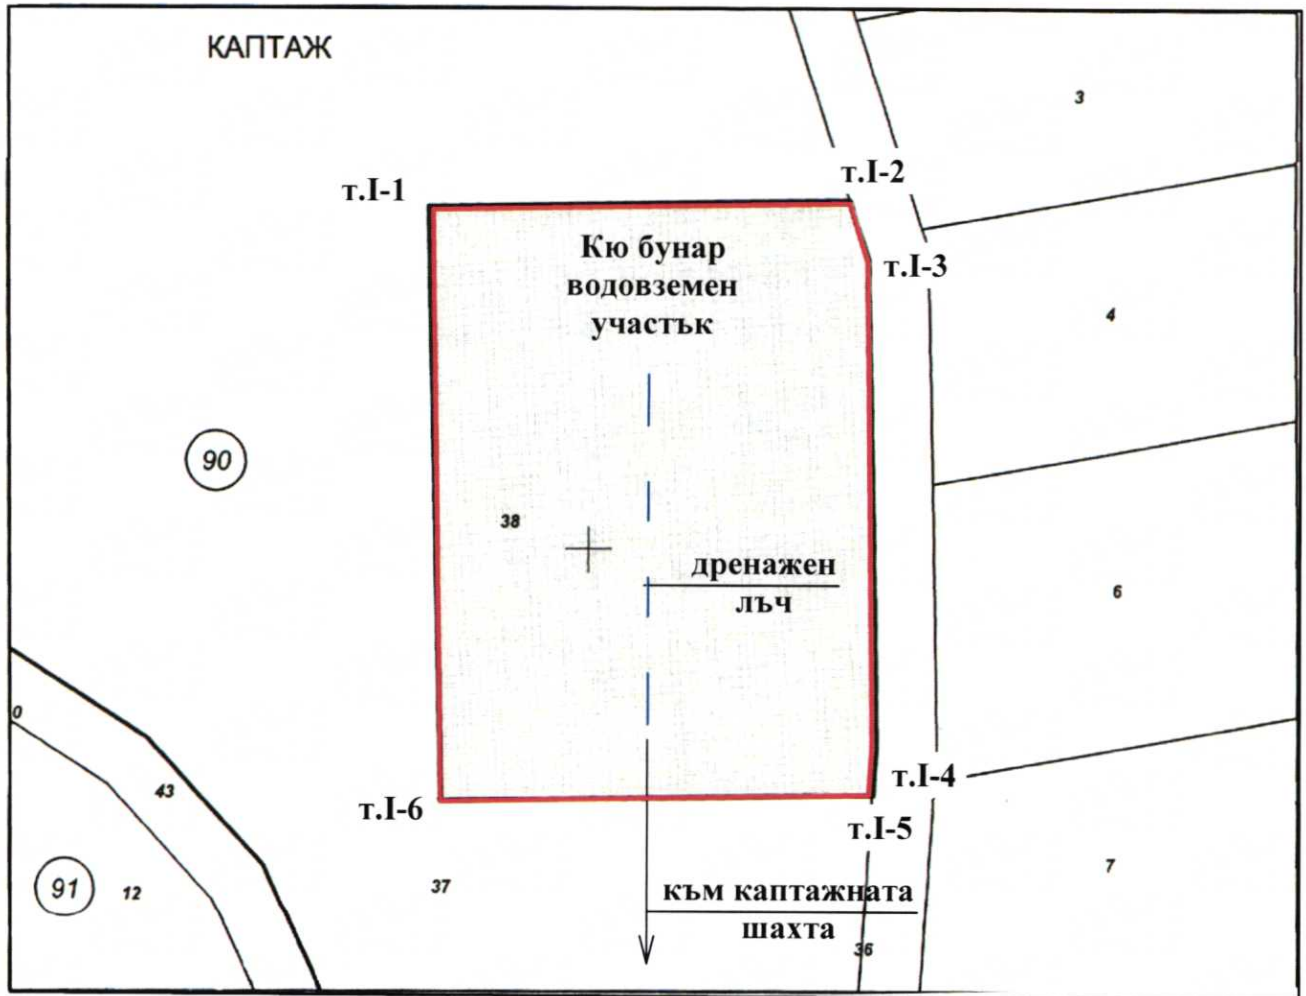 КАПТАЖ
3
т.I-2
т.I-1
Кю бунар
водовземен
участък
т.I-3
4
90
38
дренажен
лъч
6
0
43
т.I-4
т.I-6
т.I-5
91
12
37
7
към каптажната
шахта
36